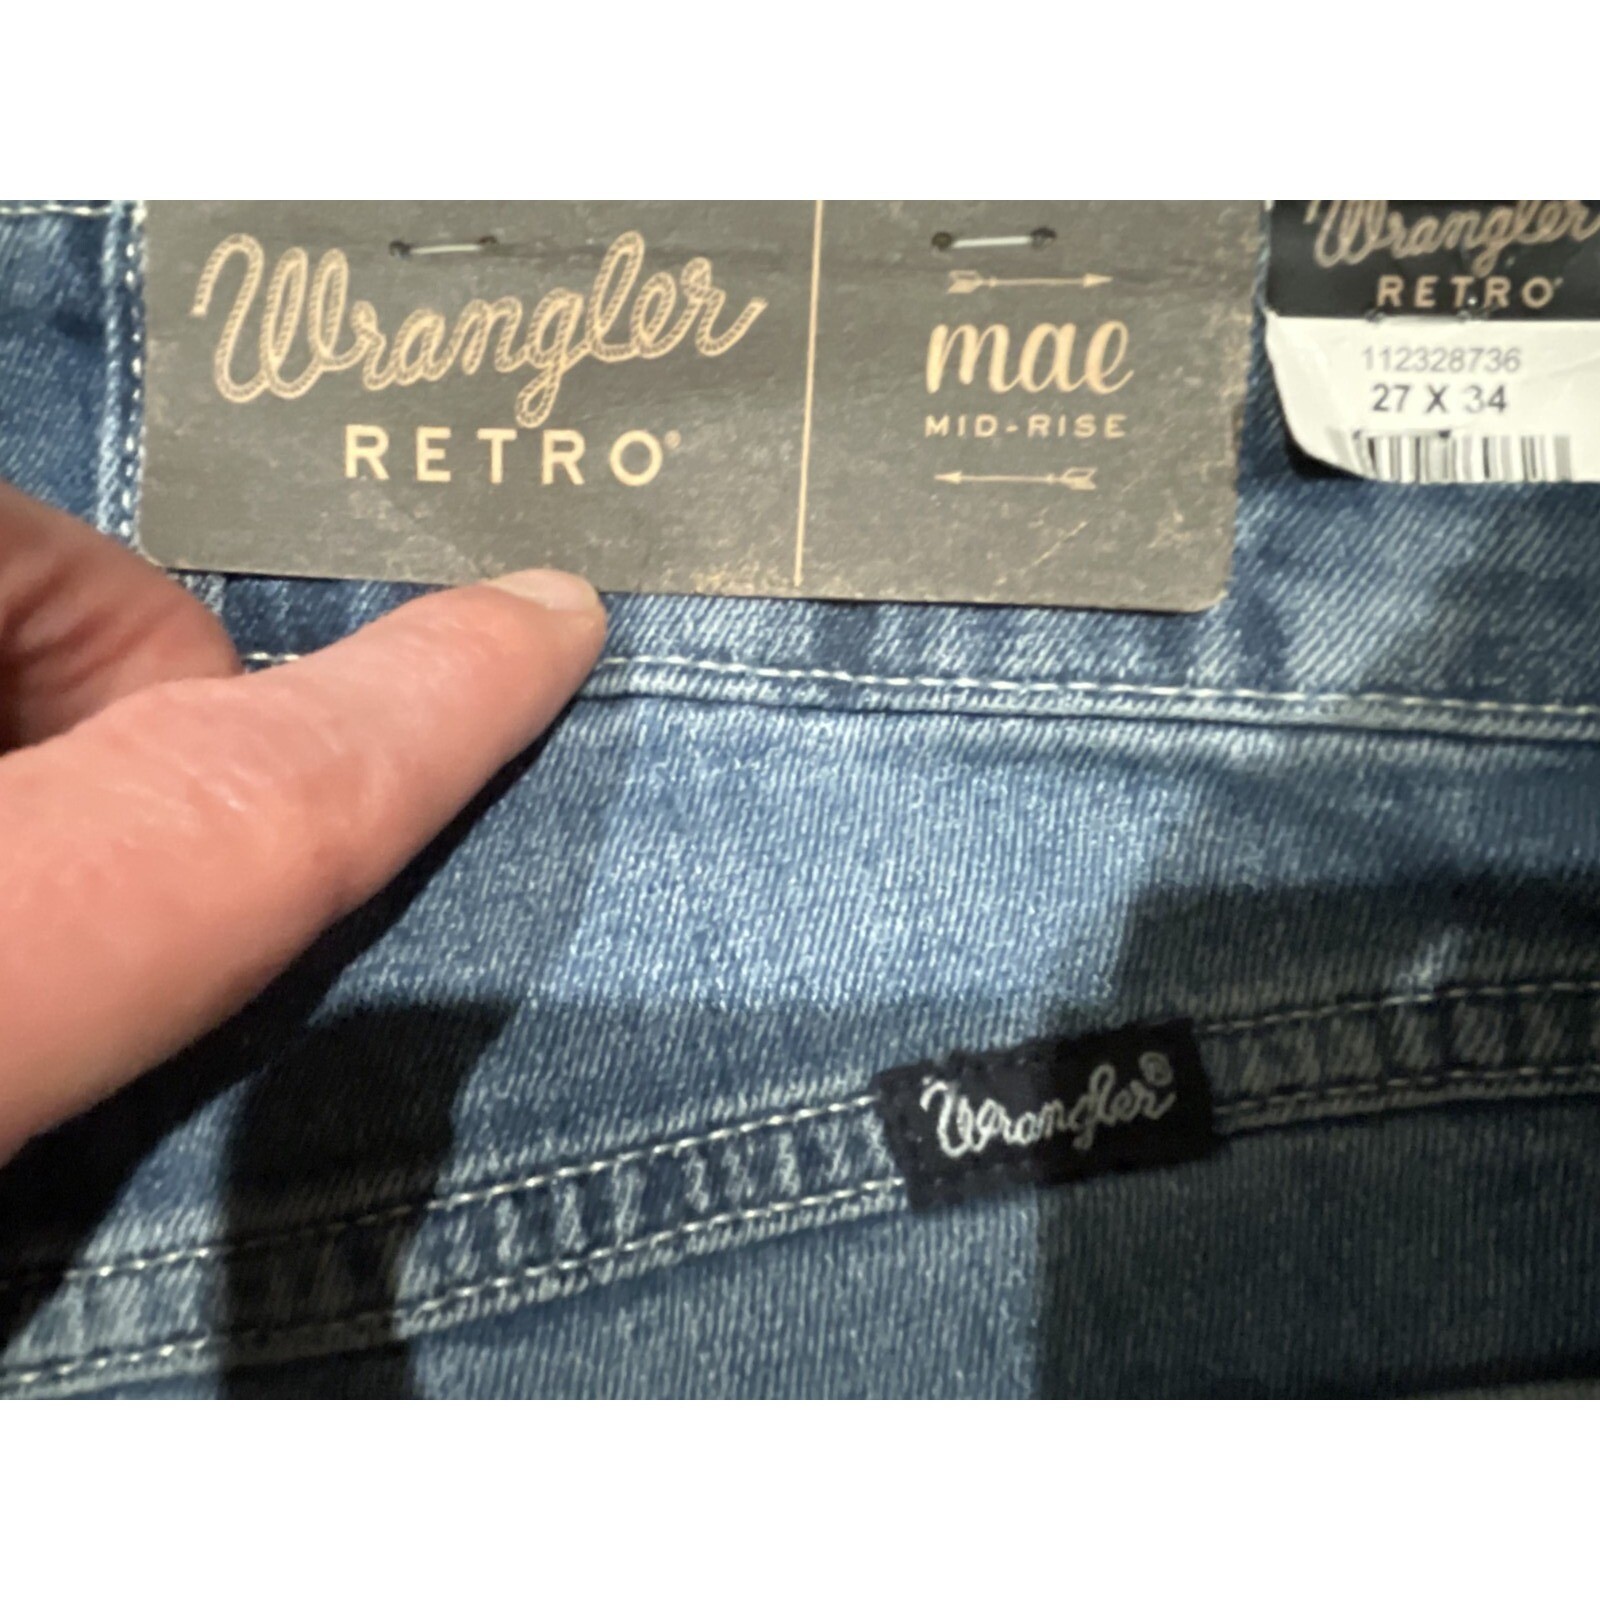 Wrangler
RETRO®
mae
MID-RISE
Wrangler
RETRO®
112328736
27 X 34
Wrangler®